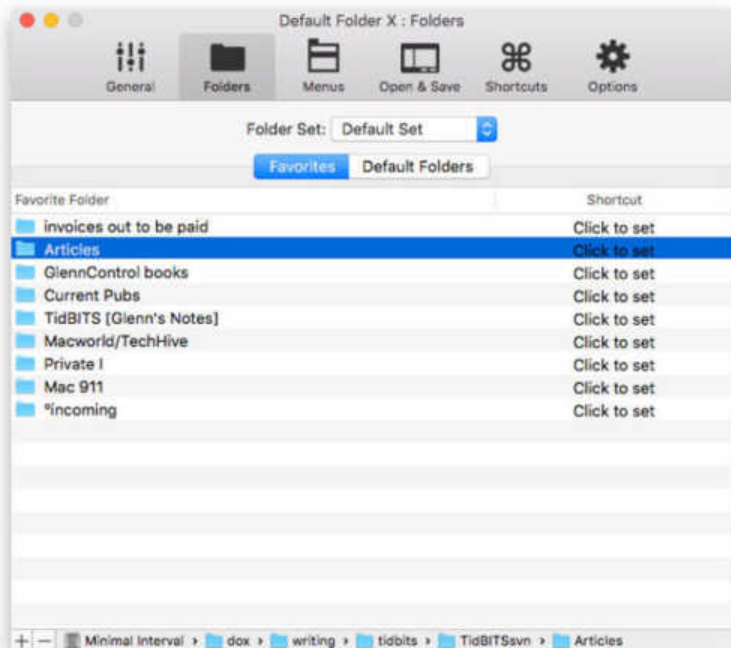 Default Folder X : Folders
General Folders Menus Open & Save Shortcuts Options
Folder Set: Default Set
Favorites Default Folders
Favorite Folder Shortcut
invoices out to be paid Click to set
Articles Click to set
GlennControl books Click to set
Current Pubs Click to set
TidBITS [Glenn's Notes] Click to set
Macworld/TechHive Click to set
Private I Click to set
Mac 911 Click to set
°incoming Click to set
+ − Minimal Interval › dox › writing › tidbits › TidBITSsvn › Articles